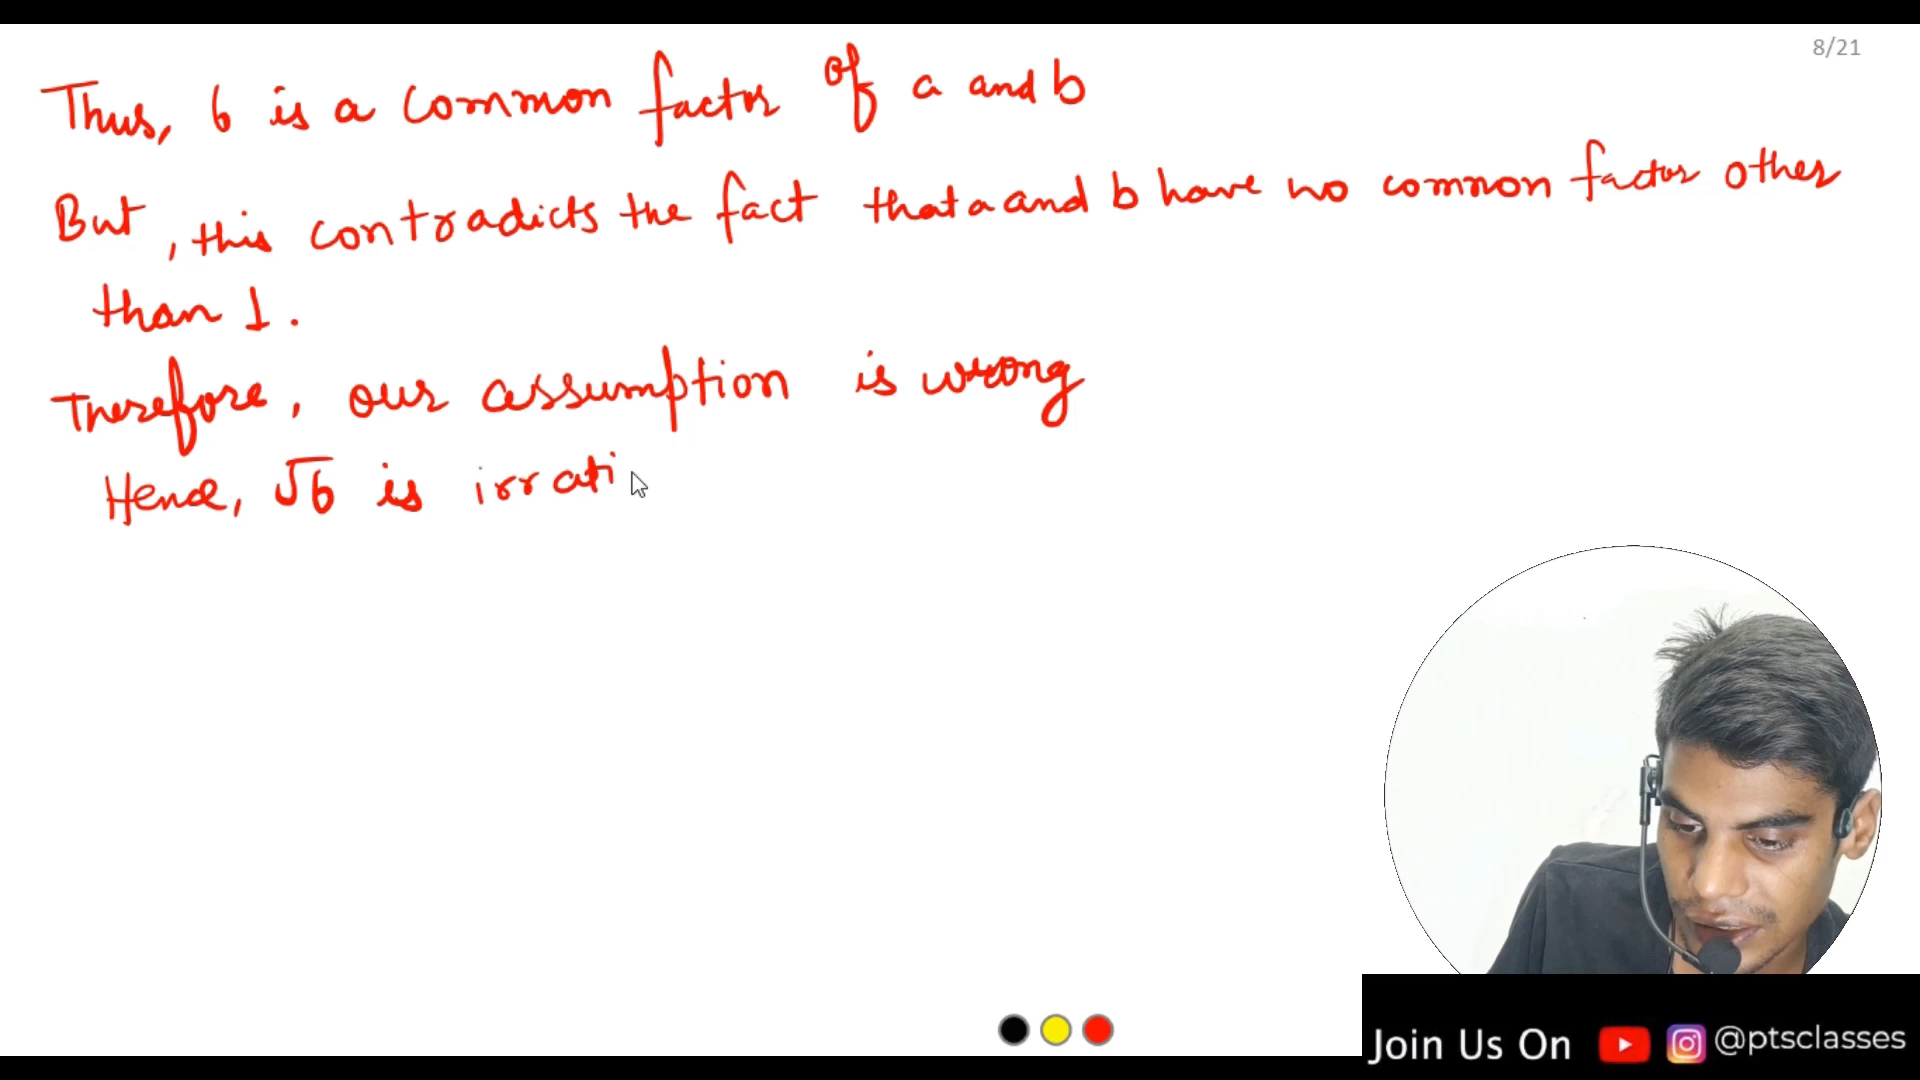 8/21
Thus, 6 is a common factor of a and b
But, this contradicts the fact that a and b have no common factor other
than 1.
Therefore, our assumption is wrong
Hence, √6 is irrati
Join Us On @ptsclasses